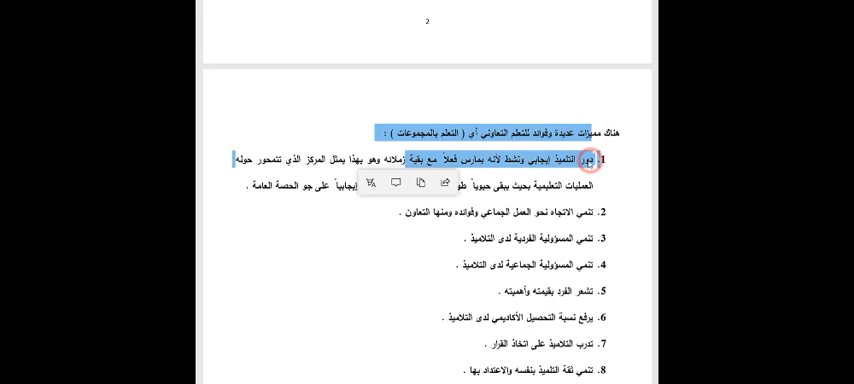 2
هناك مميزات عديدة وفوائد للتعلم التعاوني أي ( التعلم بالمجموعات ) :
1. دور التلميذ إيجابي ونشط لأنه يمارس فعلاً مع بقية زملائه وهو بهذا يمثل المركز الذي تتمحور حوله
العمليات التعليمية بحيث يبقى حيوياً إيجابياً على جو الحصة العامة .
2. تنمي الاتجاه نحو العمل الجماعي وفوائده ومنها التعاون .
3. تنمي المسؤولية الفردية لدى التلاميذ .
4. تنمي المسؤولية الجماعية لدى التلاميذ .
5. تشعر الفرد بقيمته وأهميته .
6. يرفع نسبة التحصيل الأكاديمي لدى التلاميذ .
7. تدرب التلاميذ على اتخاذ القرار .
8. تنمي ثقة التلميذ بنفسه والاعتداد بها .